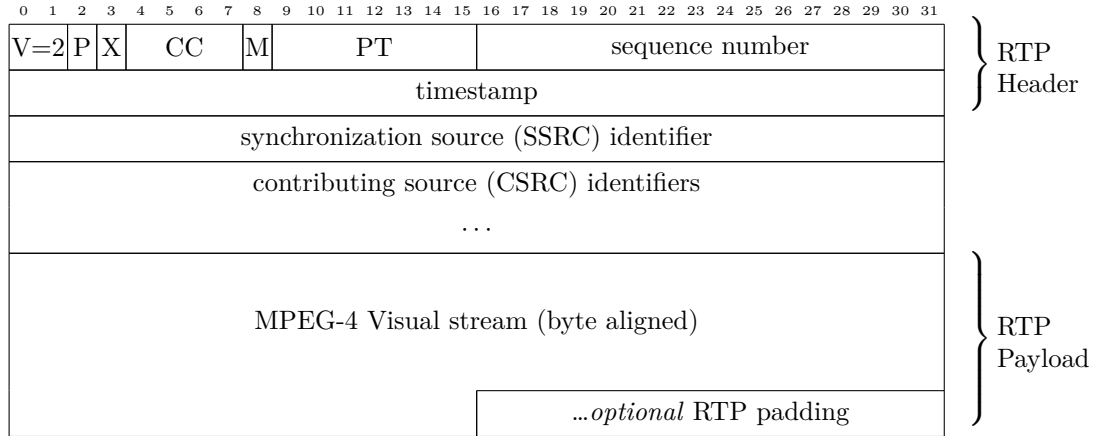 0 1 2 3 4 5 6 7 8 9 10 11 12 13 14 15 16 17 18 19 20 21 22 23 24 25 26 27 28 29 30 31
V=2 P X CC M PT sequence number
timestamp
synchronization source (SSRC) identifier
contributing source (CSRC) identifiers
. . .
MPEG-4 Visual stream (byte aligned)
...optional RTP padding
RTP
Header
RTP
Payload